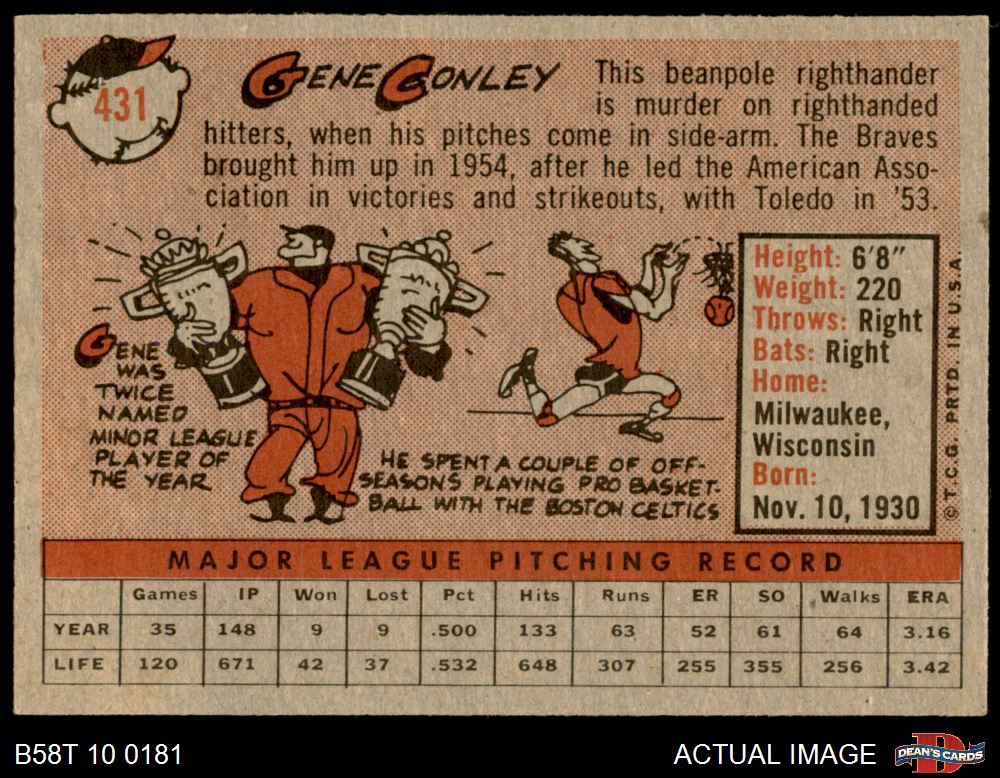 431
GENE CONLEY
This beanpole righthander
is murder on righthanded
hitters, when his pitches come in side-arm. The Braves
brought him up in 1954, after he led the American Asso-
ciation in victories and strikeouts, with Toledo in '53.
GENE
WAS
TWICE
NAMED
MINOR LEAGUE
PLAYER OF
THE YEAR
HE SPENT A COUPLE OF OFF-
SEASONS PLAYING PRO BASKET-
BALL WITH THE BOSTON CELTICS
Height: 6'8"
Weight: 220
Throws: Right
Bats: Right
Home:
Milwaukee,
Wisconsin
Born:
Nov. 10, 1930
© T.C.G. PRTD. IN U.S.A.
MAJOR LEAGUE PITCHING RECORD
Games IP Won Lost Pct Hits Runs ER SO Walks ERA
YEAR 35 148 9 9 .500 133 63 52 61 64 3.16
LIFE 120 671 42 37 .532 648 307 255 355 256 3.42
B58T 10 0181
ACTUAL IMAGE
DEAN'S CARDS